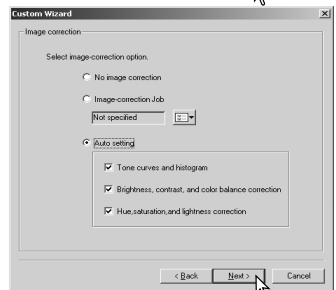 Custom Wizard
Image correction
Select image-correction option.
No image correction
Image-correction Job
Not specified
Auto setting
Tone curves and histogram
Brightness, contrast, and color balance correction
Hue,saturation,and lightness correction
< Back Next > Cancel